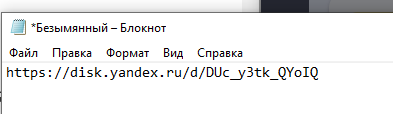 *Безымянный – Блокнот
Файл Правка Формат Вид Справка
https://disk.yandex.ru/d/DUc_y3tk_QYoIQ